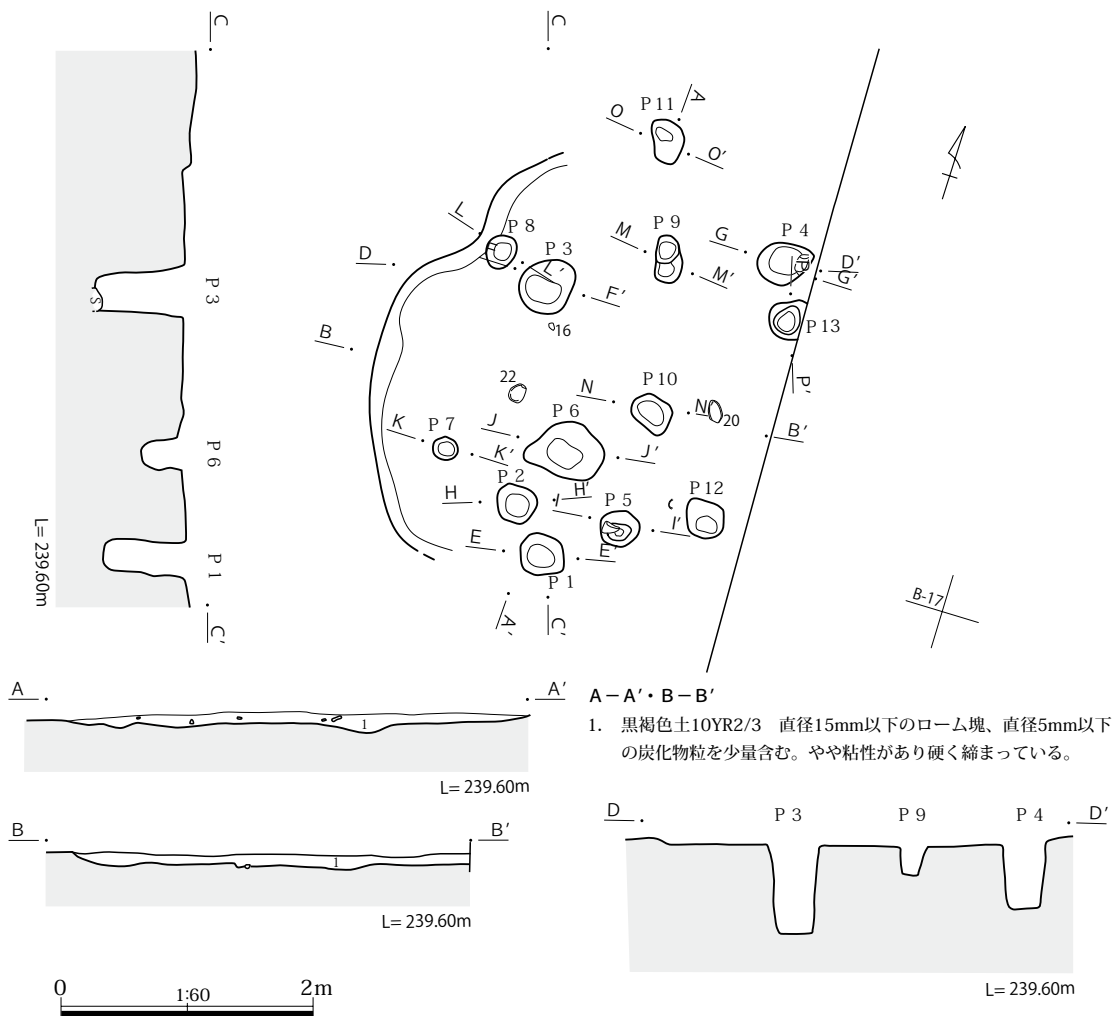 C
C
P 11
A
O
O′
L
P 8
P 3
D
L′
F′
M
P 9
M′
G
P 4
D′
G′
16
B
P 13
P′
P 3
S
22
N
P 10
N
20
B′
K
P 7
K′
J
P 6
J′
P 2
H
H′
I
P 5
I′
P 12
E
E′
P 1
A′
C′
P 6
P 1
L= 239.60m
C′
B-17
A
A′
1
L= 239.60m
B
B′
1
L= 239.60m
A－A′・B－B′
1. 黒褐色土10YR2/3 直径15mm以下のローム塊、直径5mm以下
の炭化物粒を少量含む。やや粘性があり硬く締まっている。
D
P 3
P 9
P 4
D′
L= 239.60m
0
1:60
2m